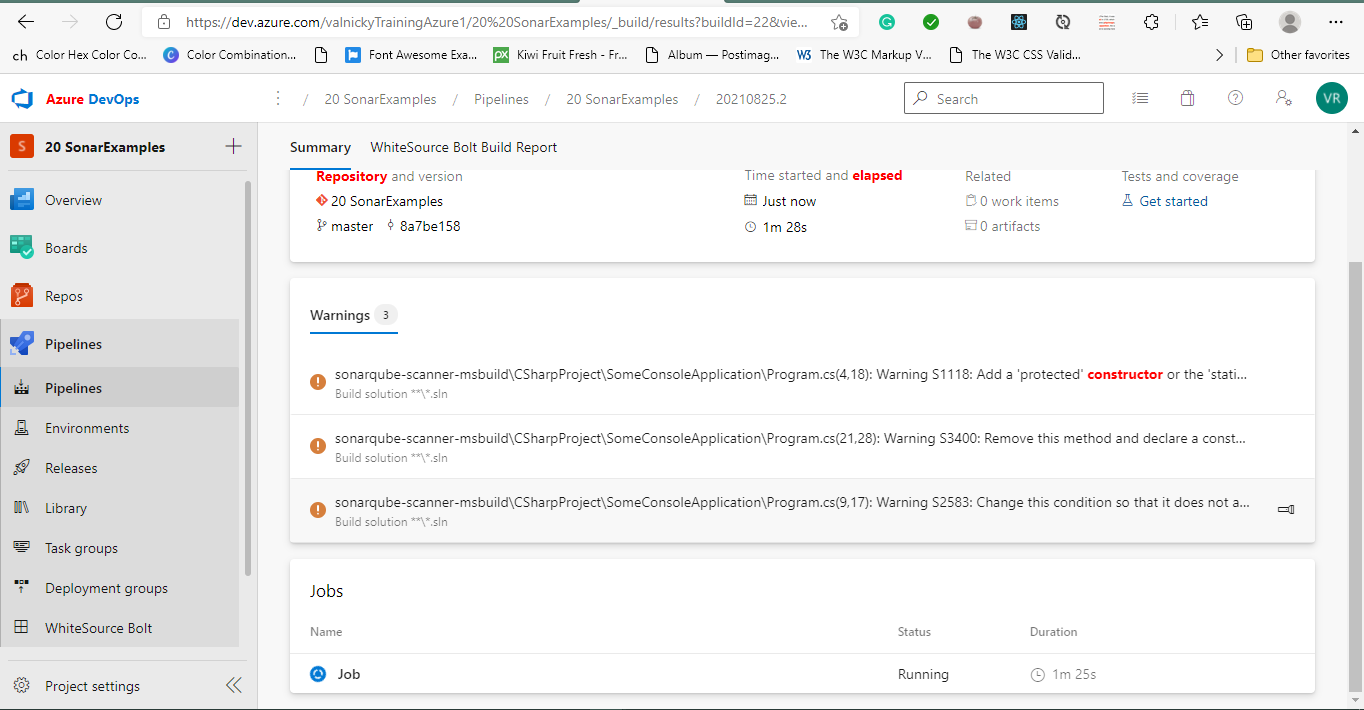 https://dev.azure.com/valnickyTrainingAzure1/20%20SonarExamples/_build/results?buildId=22&vie...
ch Color Hex Color Co...
C Color Combination...
Font Awesome Exa...
px Kiwi Fruit Fresh - Fr...
Album — Postimag...
W3 The W3C Markup V...
The W3C CSS Valid...
Other favorites
Azure DevOps
/ 20 SonarExamples / Pipelines / 20 SonarExamples / 20210825.2
Search
VR
S 20 SonarExamples
Overview
Boards
Repos
Pipelines
Pipelines
Environments
Releases
Library
Task groups
Deployment groups
WhiteSource Bolt
Project settings
Summary
WhiteSource Bolt Build Report
Repository and version
20 SonarExamples
master 8a7be158
Time started and elapsed
Just now
1m 28s
Related
0 work items
0 artifacts
Tests and coverage
Get started
Warnings 3
sonarqube-scanner-msbuild\CSharpProject\SomeConsoleApplication\Program.cs(4,18): Warning S1118: Add a 'protected' constructor or the 'stati...
Build solution **\*.sln
sonarqube-scanner-msbuild\CSharpProject\SomeConsoleApplication\Program.cs(21,28): Warning S3400: Remove this method and declare a const...
Build solution **\*.sln
sonarqube-scanner-msbuild\CSharpProject\SomeConsoleApplication\Program.cs(9,17): Warning S2583: Change this condition so that it does not a...
Build solution **\*.sln
Jobs
Name Status Duration
Job Running 1m 25s